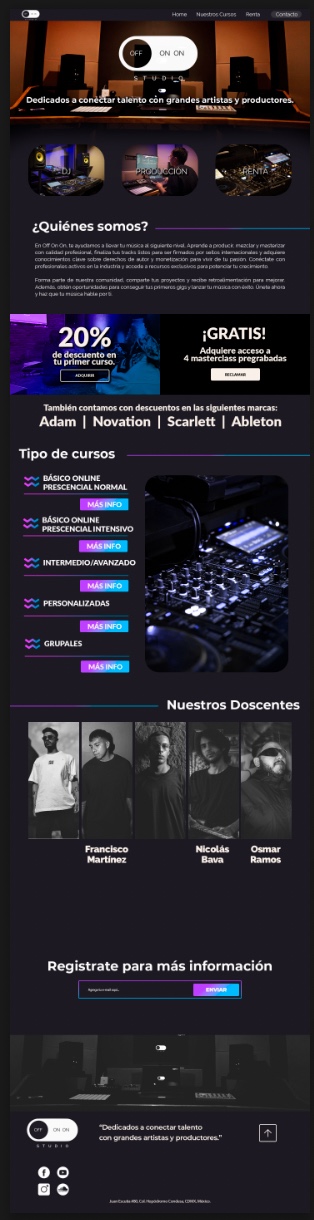 Home Nuestros Cursos Renta Contacto
OFF ON ON
STUDIO
Dedicados a conectar talento con grandes artistas y productores.
DJ PRODUCCIÓN RENTA
¿Quiénes somos?
En Off On On, te ayudamos a llevar tu música al siguiente nivel. Aprende a producir, mezclar y masterizar
con calidad profesional, finaliza tus tracks listos para ser firmados por sellos internacionales y adquiere
conocimientos clave sobre derechos de autor y monetización para vivir de tu pasión. Conéctate con
profesionales activos en la industria y accede a recursos exclusivos para potenciar tu crecimiento.
Forma parte de nuestra comunidad, comparte tus proyectos y recibe retroalimentación para mejorar.
Además, obtén oportunidades para conseguir tus primeros gigs y lanzar tu música con éxito. Únete ahora
y haz que tu música hable por ti.
20%
de descuento en
tu primer curso.
ADQUIRIR
¡GRATIS!
Adquiere acceso a
4 masterclass pregrabadas
RECLAMAR
También contamos con descuentos en las siguientes marcas:
Adam | Novation | Scarlett | Ableton
Tipo de cursos
BÁSICO ONLINE
PRESCENCIAL NORMAL
MÁS INFO
BÁSICO ONLINE
PRESCENCIAL INTENSIVO
MÁS INFO
INTERMEDIO/AVANZADO
MÁS INFO
PERSONALIZADAS
MÁS INFO
GRUPALES
MÁS INFO
Nuestros Doscentes
Francisco
Martínez
Nicolás
Bava
Osmar
Ramos
Registrate para más información
ENVIAR
OFF ON ON
STUDIO
“Dedicados a conectar talento
con grandes artistas y productores.”